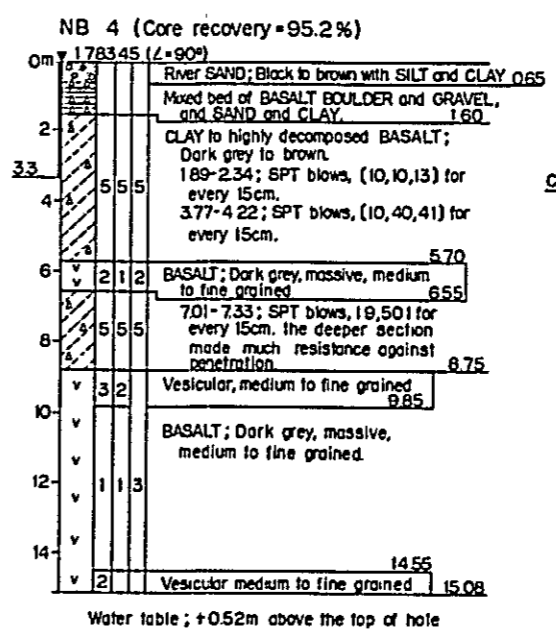 NB 4 (Core recovery=95.2%)
0m 1783.45 (∠=90°)
River SAND; Black to brown with SILT and CLAY 0.65
Mixed bed of BASALT BOULDER and GRAVEL,
and SAND and CLAY. 1.60
2
CLAY to highly decomposed BASALT;
Dark grey to brown.
3.3
5 5 5
1.89-2.34; SPT blows, (10,10,13) for
every 15cm.
4
3.77-4.22; SPT blows, (10,40,41) for
every 15cm.
5.70
6
v v
2 1 2
BASALT; Dark grey, massive, medium
to fine grained
6.55
5 5 5
7.01-7.33; SPT blows, 19,501 for
every 15cm. the deeper section
8
made much resistance against
penetration.
8.75
v
3 2
Vesicular, medium to fine grained
9.85
10
v
BASALT; Dark grey, massive,
medium to fine grained.
v
12
v
1 1 3
v
14
v
14.55
v
2
Vesicular medium to fine grained
15.08
Water table; +0.52m above the top of hole
C